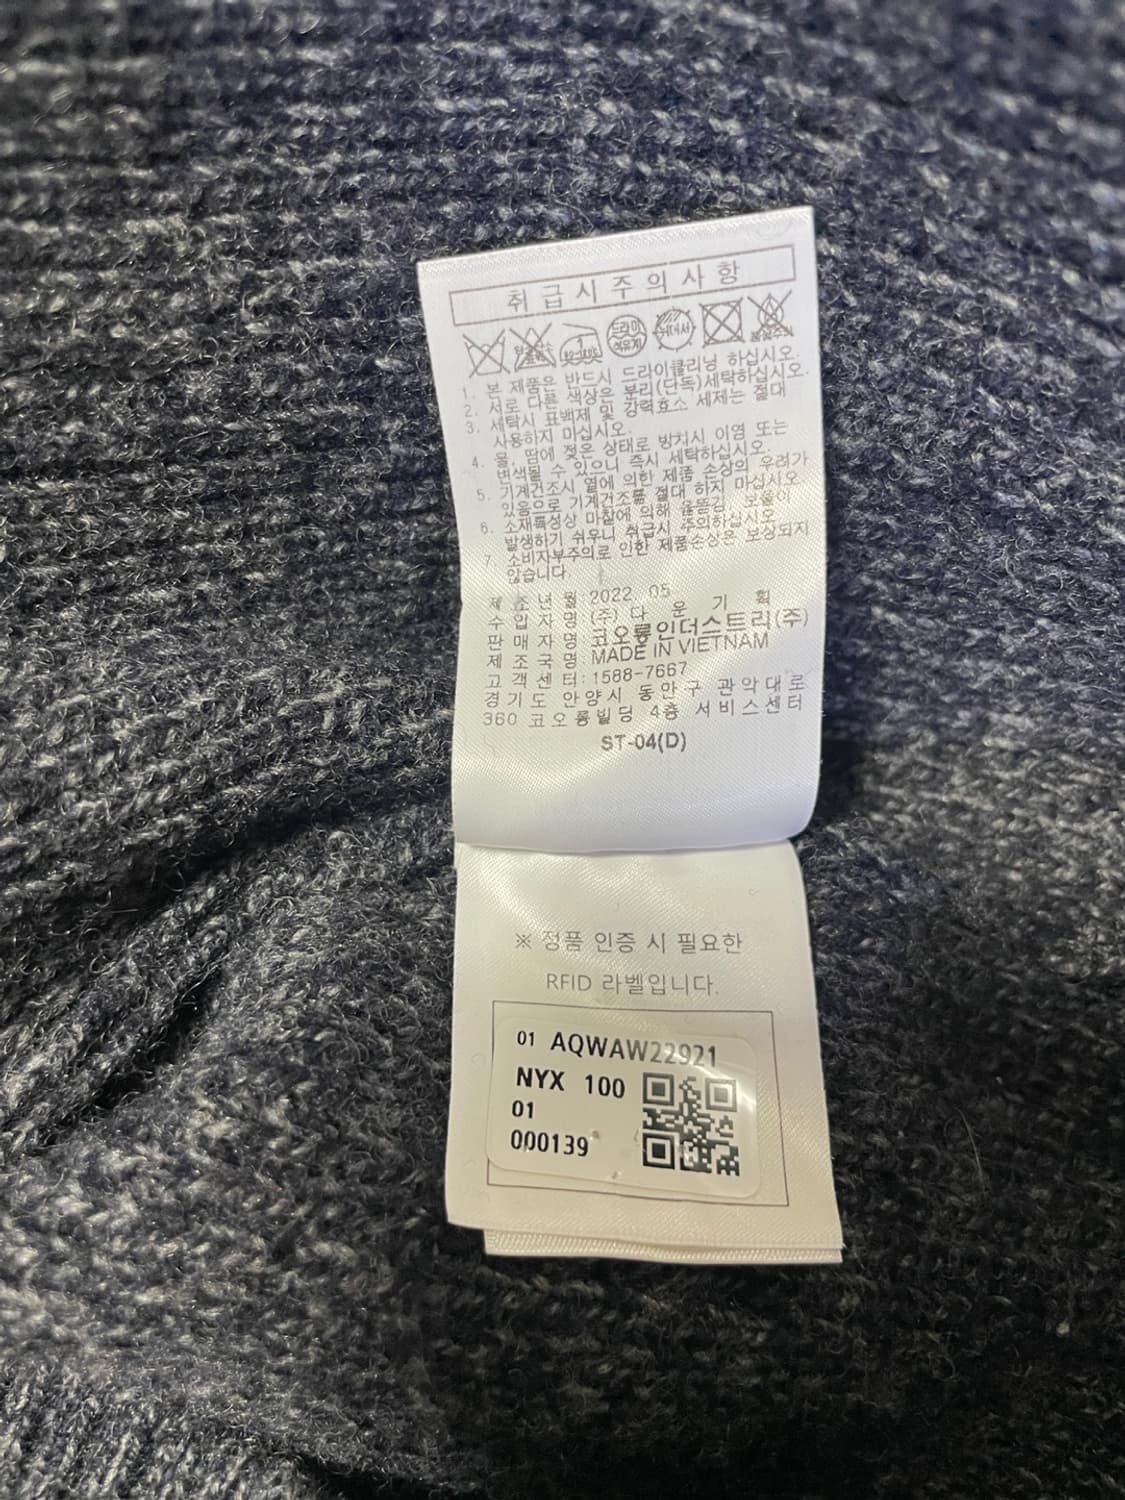 취급시주의사항
드라이
석유계
1. 본 제품은 반드시 드라이클리닝 하십시오.
2. 서로 다른 색상은 분리(단독)세탁하십시오.
3. 세탁시 표백제 및 강력효소 세제는 절대
사용하지 마십시오.
4. 물, 땀에 젖은 상태로 방치시 이염 또는
변색될 수 있으니 즉시 세탁하십시오.
5. 기계건조시 열에 의한 제품 손상의 우려가
있음으로 기계건조를 절대 하지 마십시오.
6. 소재특성상 마찰에 의해 올뜯김, 보풀이
발생하기 쉬우니 취급시 주의하십시오.
7. 소비자부주의로 인한 제품손상은 보상되지
않습니다.
제 조 년 월 2022. 05
수 입 자 명 (주) 다 운 기 획
판 매 자 명 코오롱인더스트리(주)
제 조 국 명: MADE IN VIETNAM
고 객 센 터: 1588-7667
경기도 안양시 동안구 관악대로
360 코오롱빌딩 4층 서비스센터
ST-04(D)
※ 정품 인증 시 필요한
RFID 라벨입니다.
01 AQWAW22921
NYX 100
01
000139